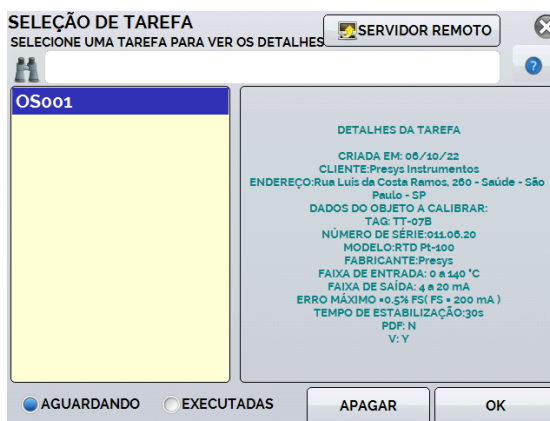 SELEÇÃO DE TAREFA
SELECIONE UMA TAREFA PARA VER OS DETALHES
SERVIDOR REMOTO
OS001
DETALHES DA TAREFA
CRIADA EM: 06/10/22
CLIENTE:Presys Instrumentos
ENDEREÇO:Rua Luis da Costa Ramos, 260 - Saúde - São
Paulo - SP
DADOS DO OBJETO A CALIBRAR:
TAG: TT-07B
NÚMERO DE SÉRIE:011.06.20
MODELO:RTD Pt-100
FABRICANTE:Presys
FAIXA DE ENTRADA: 0 a 140 °C
FAIXA DE SAÍDA: 4 a 20 mA
ERRO MÁXIMO =0.5% FS( FS = 200 mA )
TEMPO DE ESTABILIZAÇÃO:30s
PDF: N
V: Y
AGUARDANDO
EXECUTADAS
APAGAR
OK